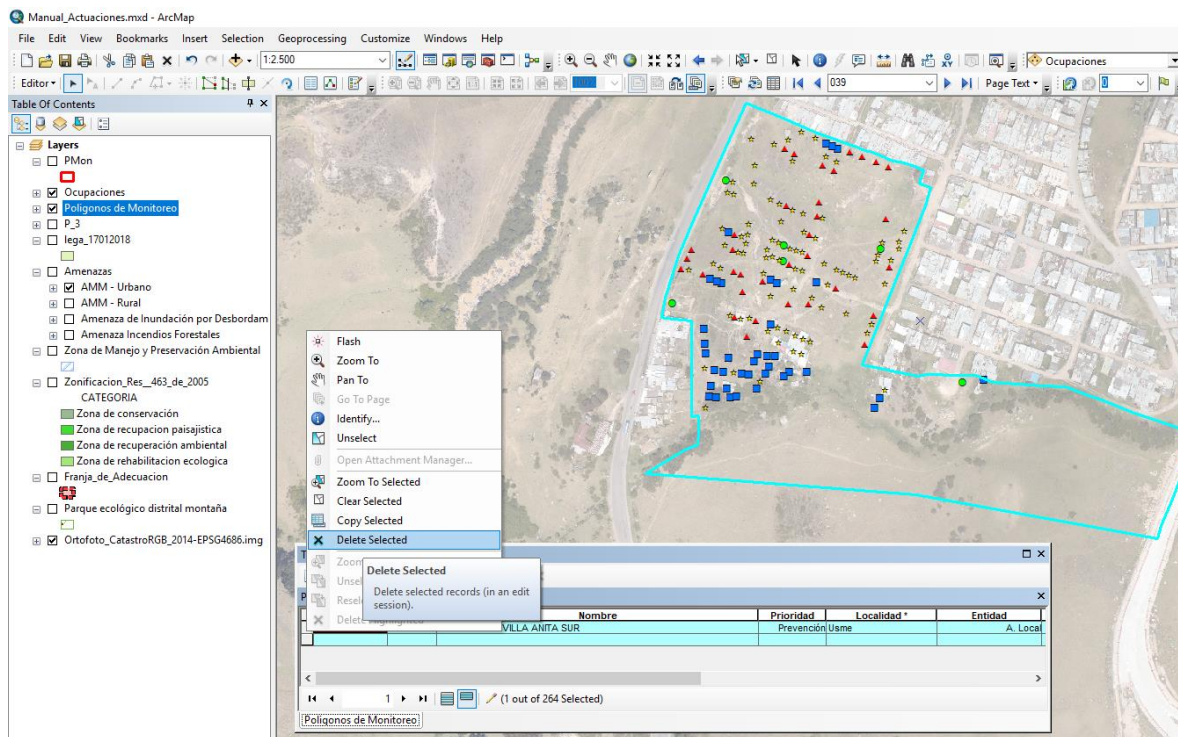 Manual_Actuaciones.mxd - ArcMap
File Edit View Bookmarks Insert Selection Geoprocessing Customize Windows Help
1:2.500
Ocupaciones
Editor
039
Page Text
Table Of Contents
Layers
PMon
Ocupaciones
Poligonos de Monitoreo
P_3
lega_17012018
Amenazas
AMM - Urbano
AMM - Rural
Amenaza de Inundación por Desbordam
Amenaza Incendios Forestales
Zona de Manejo y Preservación Ambiental
Zonificacion_Res__463_de_2005
CATEGORIA
Zona de conservación
Zona de recupacion paisajistica
Zona de recuperación ambiental
Zona de rehabilitacion ecologica
Franja_de_Adecuacion
Parque ecológico distrital montaña
Ortofoto_CatastroRGB_2014-EPSG4686.img
Flash
Zoom To
Pan To
Go To Page
Identify...
Unselect
Open Attachment Manager...
Zoom To Selected
Clear Selected
Copy Selected
Delete Selected
Delete Selected
Delete selected records (in an edit
session).
Nombre Prioridad Localidad * Entidad
VILLA ANITA SUR Prevención Usme A. Local
1 (1 out of 264 Selected)
Poligonos de Monitoreo